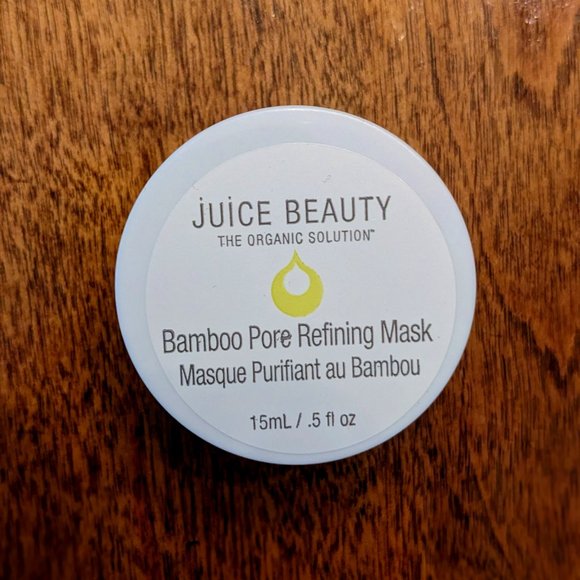 JUICE BEAUTY
THE ORGANIC SOLUTION™
Bamboo Pore Refining Mask
Masque Purifiant au Bambou
15mL / .5 fl oz